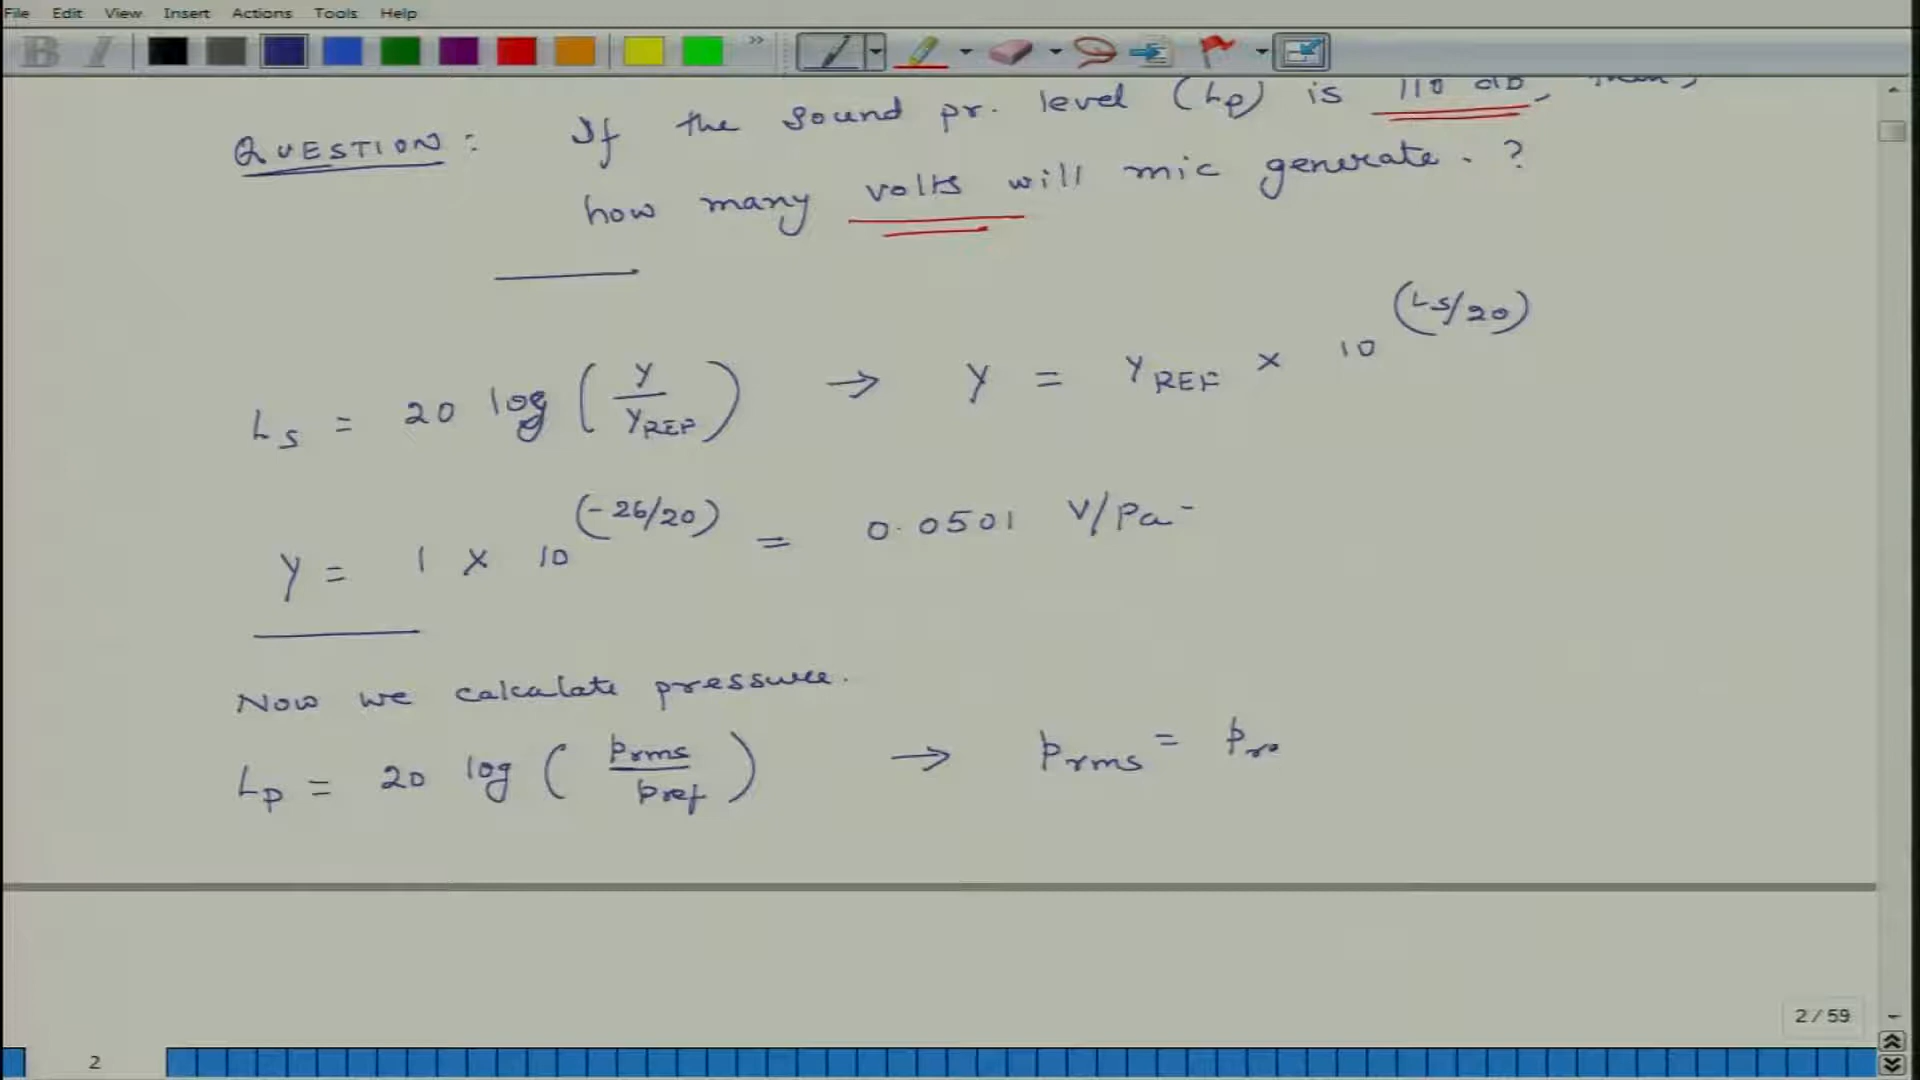 File Edit View Insert Actions Tools Help
B I »
QUESTION : If the sound pr. level (Lp) is 110 dB, then,
how many volts will mic generate. ?
Ls = 20 log (Y/YREF) → Y = YREF × 10^(Ls/20)
Y = 1 × 10^(-26/20) = 0.0501 V/Pa-
Now we calculate pressure.
Lp = 20 log (Prms/Pref) → Prms = Pr
2 / 59
2